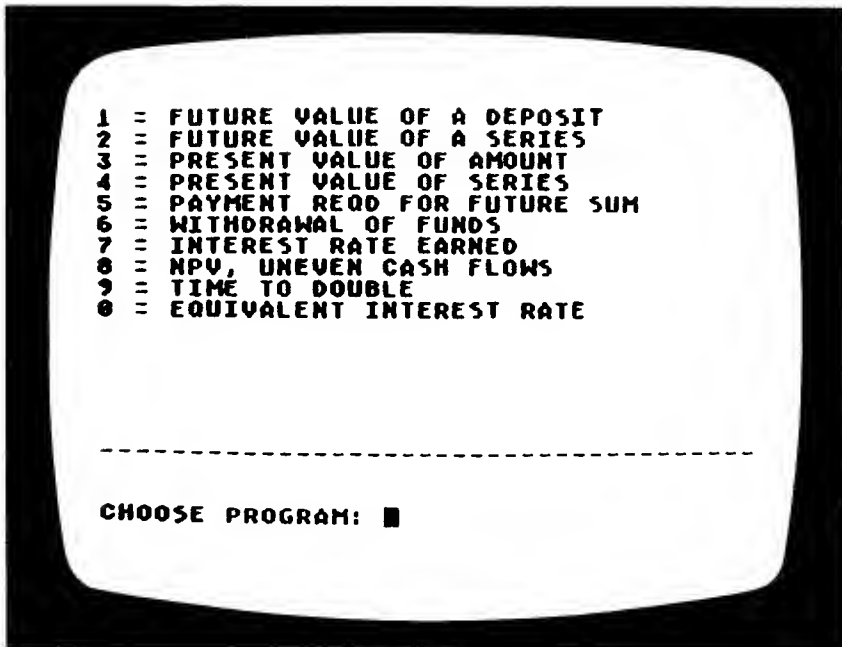 1 = FUTURE VALUE OF A DEPOSIT
2 = FUTURE VALUE OF A SERIES
3 = PRESENT VALUE OF AMOUNT
4 = PRESENT VALUE OF SERIES
5 = PAYMENT REQD FOR FUTURE SUM
6 = WITHDRAWAL OF FUNDS
7 = INTEREST RATE EARNED
8 = NPV, UNEVEN CASH FLOWS
9 = TIME TO DOUBLE
0 = EQUIVALENT INTEREST RATE
---------------------------------------
CHOOSE PROGRAM: